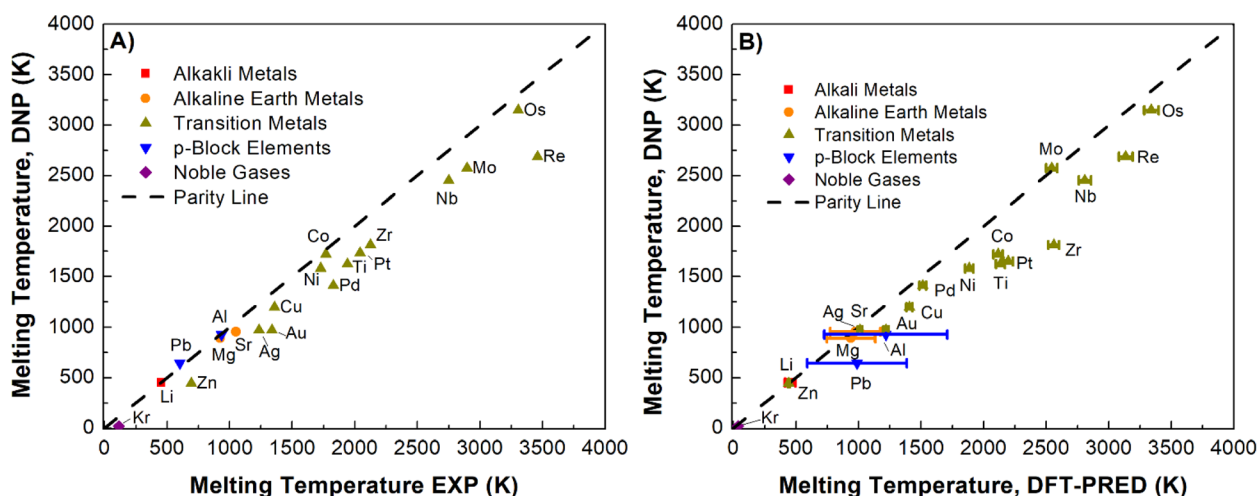 A)
Melting Temperature, DNP (K)
4000
3500
3000
2500
2000
1500
1000
500
0
Alkakli Metals
Alkaline Earth Metals
Transition Metals
p-Block Elements
Noble Gases
Parity Line
Os
Re
Mo
Nb
Co
Zr
Pt
Ni
Ti
Pd
Cu
Al
Au
Pb
Mg
Sr
Ag
Li
Zn
Kr
0 500 1000 1500 2000 2500 3000 3500 4000
Melting Temperature EXP (K)
B)
Melting Temperature, DNP (K)
4000
3500
3000
2500
2000
1500
1000
500
0
Alkali Metals
Alkaline Earth Metals
Transition Metals
p-Block Elements
Noble Gases
Parity Line
Os
Mo
Re
Nb
Co
Zr
Pt
Ni
Ti
Pd
Cu
Ag
Sr
Au
Mg
Al
Pb
Li
Zn
Kr
0 500 1000 1500 2000 2500 3000 3500 4000
Melting Temperature, DFT-PRED (K)